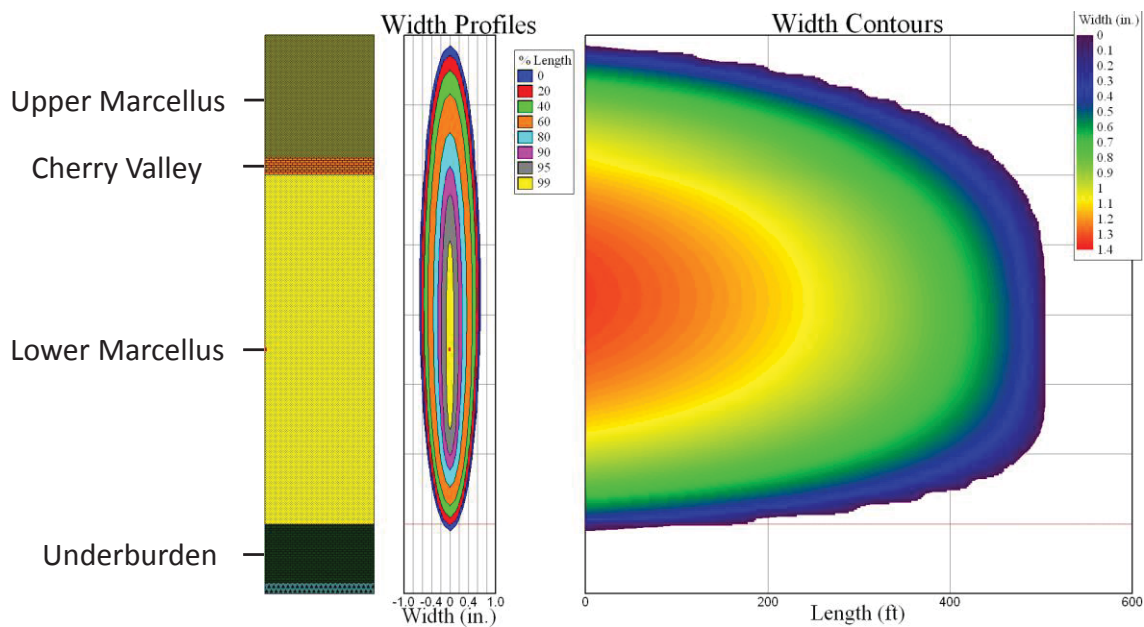 Width Profiles
Width Contours
Upper Marcellus
Cherry Valley
Lower Marcellus
Underburden
% Length
0
20
40
60
80
90
95
99
Width (in.)
0
0.1
0.2
0.3
0.4
0.5
0.6
0.7
0.8
0.9
1
1.1
1.2
1.3
1.4
-1.0 -0.4 0 0.4 1.0
Width (in.)
0 200 400 600
Length (ft)